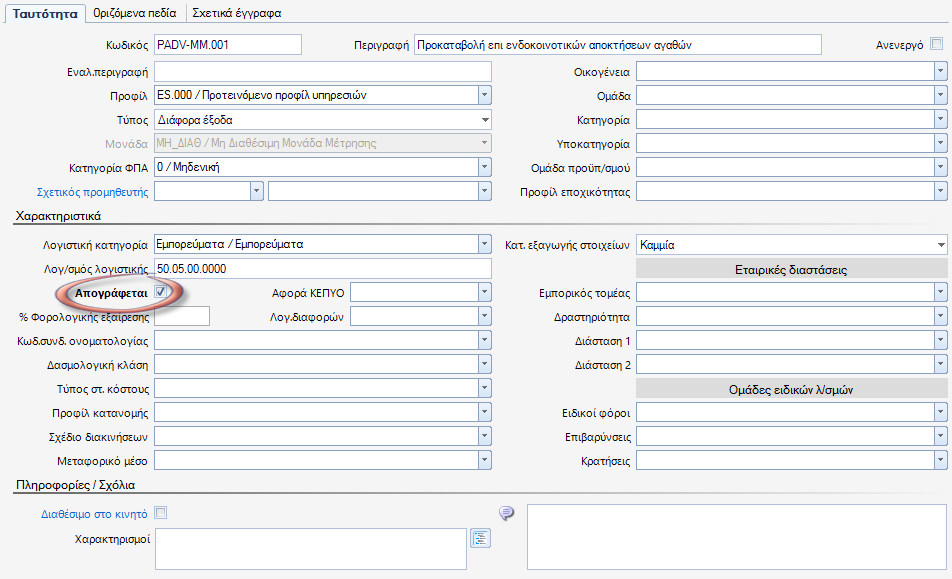 Ταυτότητα Οριζόμενα πεδία Σχετικά έγγραφα
Κωδικός PADV-MM.001 Περιγραφή Προκαταβολή επι ενδοκοινοτικών αποκτήσεων αγαθών Ανενεργό
Εναλ.περιγραφή Οικογένεια
Προφίλ ES.000 / Προτεινόμενο προφίλ υπηρεσιών Ομάδα
Τύπος Διάφορα έξοδα Κατηγορία
Μονάδα ΜΗ_ΔΙΑΘ / Μη Διαθέσιμη Μονάδα Μέτρησης Υποκατηγορία
Κατηγορία ΦΠΑ 0 / Μηδενική Ομάδα προϋπ/σμού
Σχετικός προμηθευτής Προφίλ εποχικότητας
Χαρακτηριστικά
Λογιστική κατηγορία Εμπορεύματα / Εμπορεύματα Κατ. εξαγωγής στοιχείων Καμμία
Λογ/σμός λογιστικής 50.05.00.0000 Εταιρικές διαστάσεις
Απογράφεται Αφορά ΚΕΠΥΟ Εμπορικός τομέας
% Φορολογικής εξαίρεσης Λογ.διαφορών Δραστηριότητα
Κωδ.συνδ. ονοματολογίας Διάσταση 1
Δασμολογική κλάση Διάσταση 2
Τύπος στ. κόστους Ομάδες ειδικών λ/σμών
Προφίλ κατανομής Ειδικοί φόροι
Σχέδιο διακινήσεων Επιβαρύνσεις
Μεταφορικό μέσο Κρατήσεις
Πληροφορίες / Σχόλια
Διαθέσιμο στο κινητό
Χαρακτηρισμοί